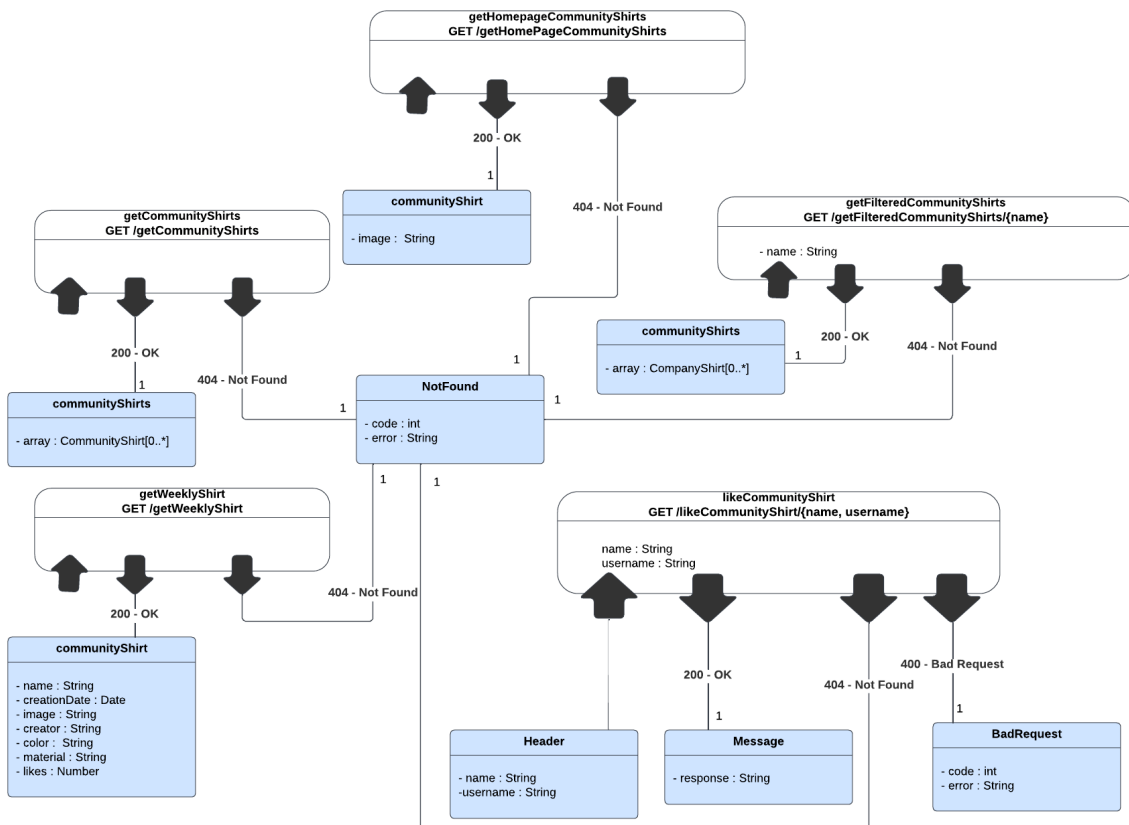 getHomepageCommunityShirts
GET /getHomePageCommunityShirts
200 - OK
1
404 - Not Found
1
communityShirt
- image :  String
getCommunityShirts
GET /getCommunityShirts
200 - OK
1
404 - Not Found
1
communityShirts
- array : CommunityShirt[0..*]
getFilteredCommunityShirts
GET /getFilteredCommunityShirts/{name}
- name : String
200 - OK
1
404 - Not Found
1
communityShirts
- array : CompanyShirt[0..*]
NotFound
- code : int
- error : String
1
1
getWeeklyShirt
GET /getWeeklyShirt
200 - OK
404 - Not Found
communityShirt
- name : String
- creationDate : Date
- image : String
- creator : String
- color :  String
- material : String
- likes : Number
likeCommunityShirt
GET /likeCommunityShirt/{name, username}
name : String
username : String
200 - OK
1
404 - Not Found
400 - Bad Request
1
Header
- name : String
-username : String
Message
- response : String
BadRequest
- code : int
- error : String